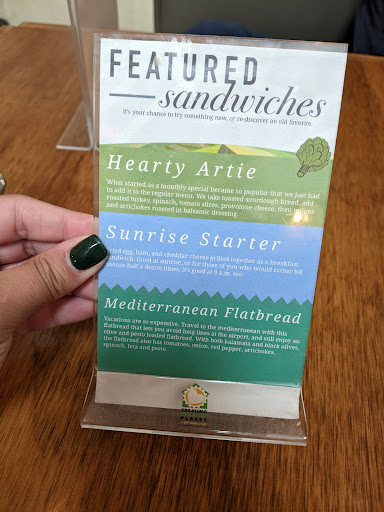 FEATURED
sandwiches
It's your chance to try something new, or re-discover an old favorite.
Hearty Artie
What started as a monthly special became so popular that we just had
to add it to the regular menu. We take toasted sourdough bread, add
roasted turkey, spinach, tomato slices, provolone cheese, then onions
and artichokes roasted in balsamic dressing.
Sunrise Starter
Fried egg, ham, and cheddar cheese grilled together as a breakfast
sandwich. Good at sunrise, or for those of you who would rather hit
snooze half a dozen times, it's good at 9 a.m. too.
Mediterranean Flatbread
Vacations are so expensive. Travel to the mediterranean with this
flatbread that lets you avoid long lines at the airport, and still enjoy an
olive and pesto loaded flatbread. With both kalamata and black olives,
the flatbread also has tomatoes, onion, red pepper, artichokes,
spinach, feta and pesto.
CREATING
PLACES